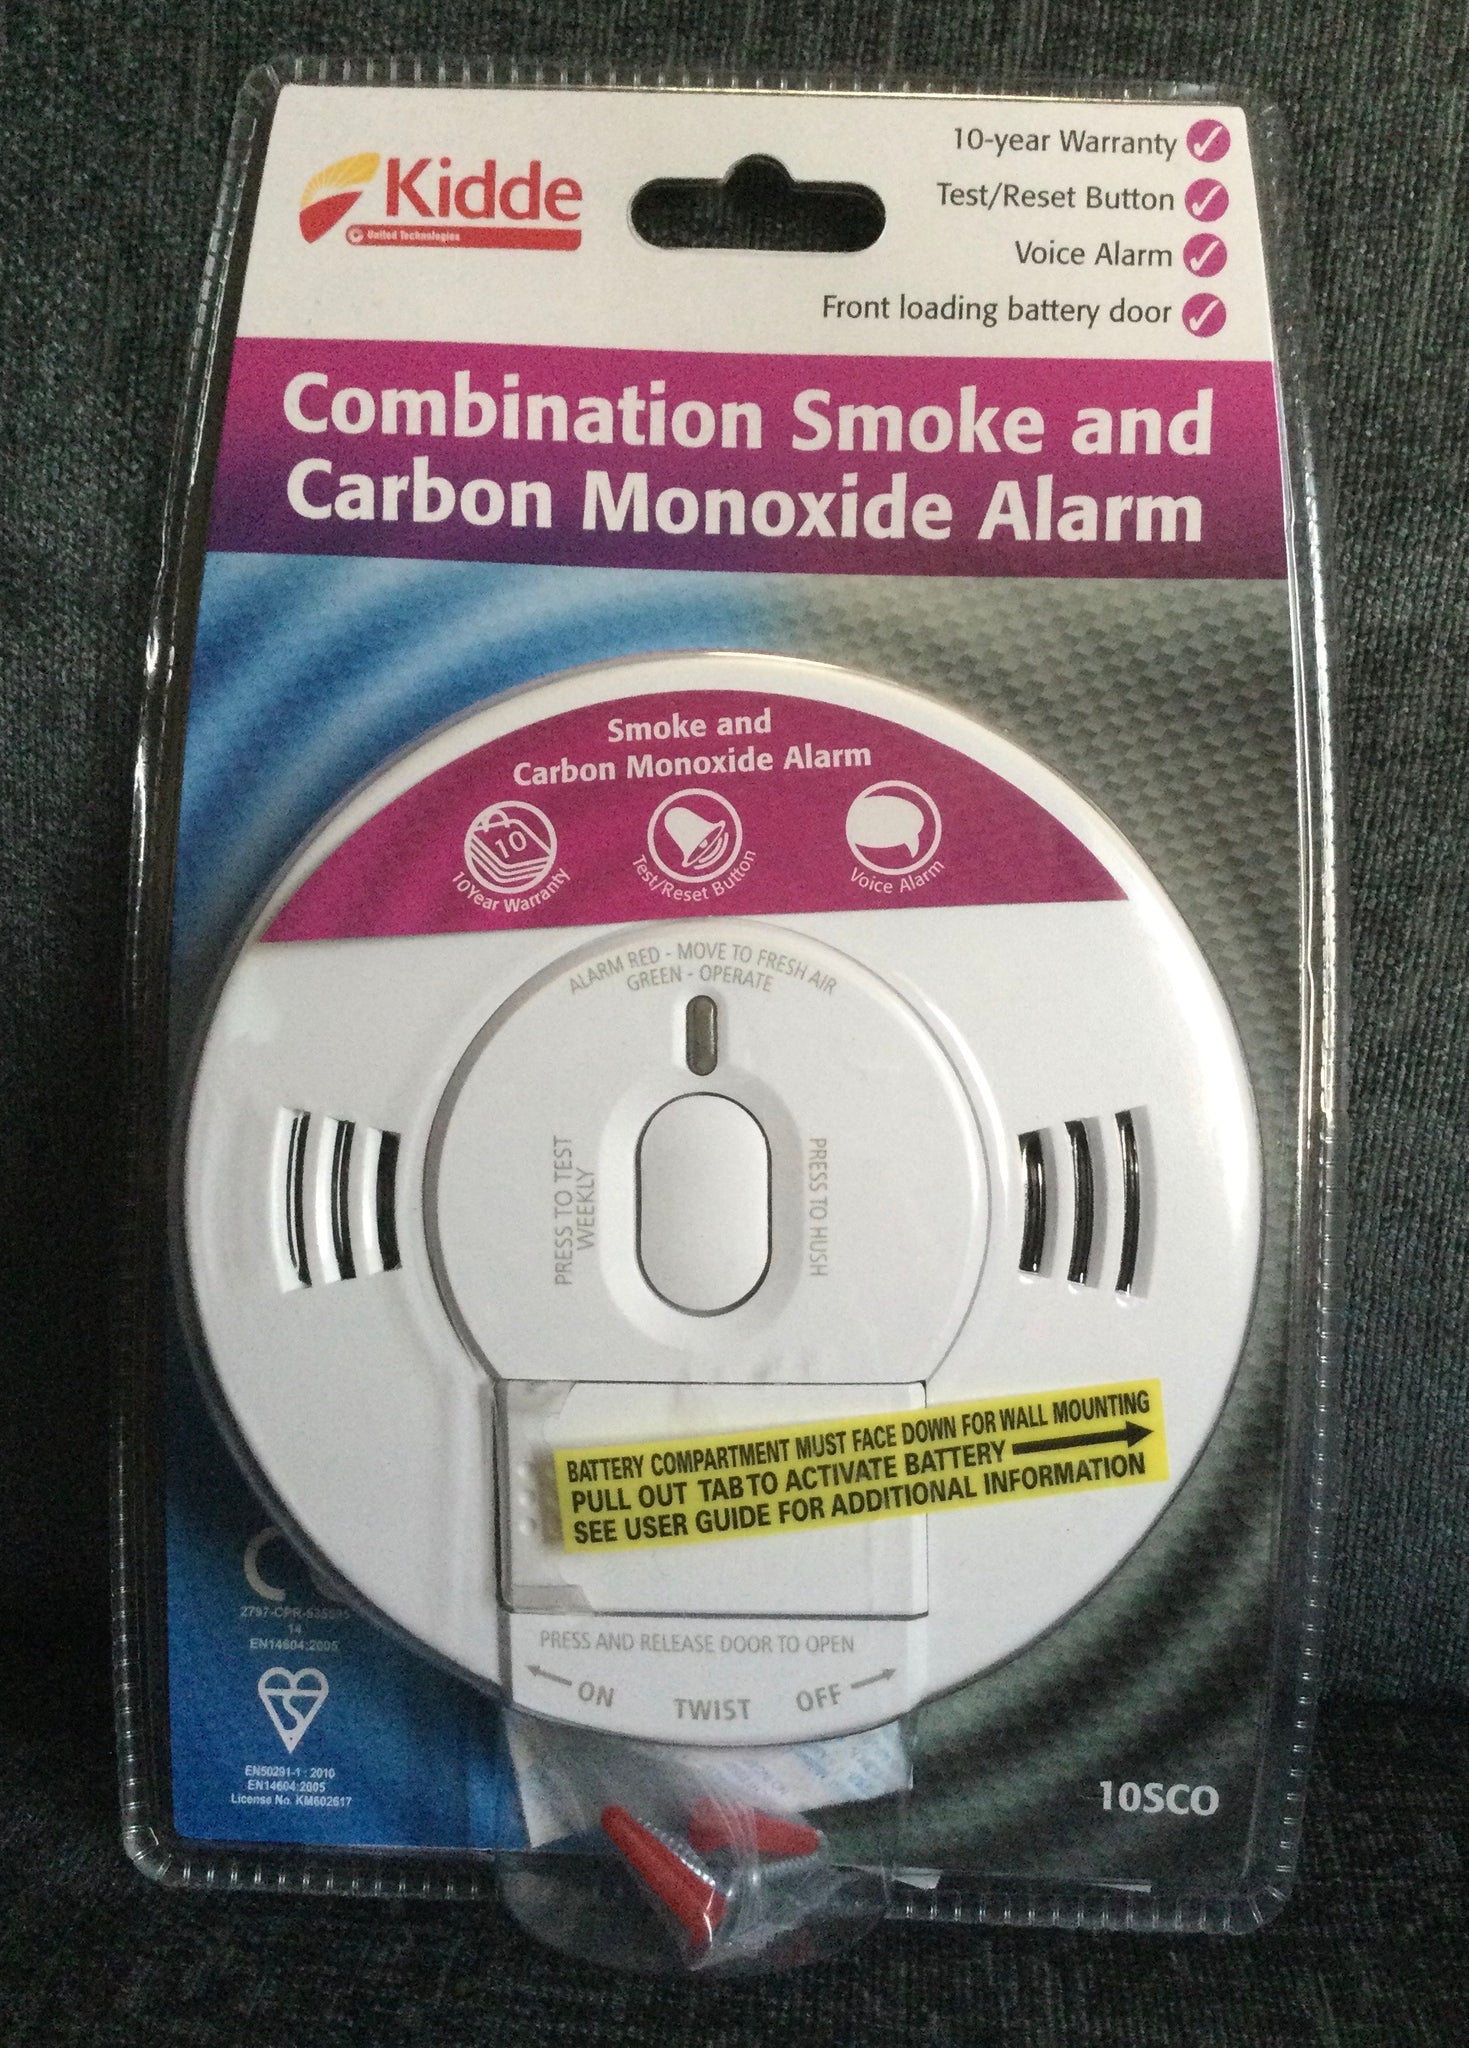 Kidde
United Technologies
10-year Warranty
Test/Reset Button
Voice Alarm
Front loading battery door
Combination Smoke and
Carbon Monoxide Alarm
Smoke and
Carbon Monoxide Alarm
10
10 Year Warranty
Test/Reset Button
Voice Alarm
ALARM RED - MOVE TO FRESH AIR
GREEN - OPERATE
PRESS TO TEST
WEEKLY
PRESS TO HUSH
BATTERY COMPARTMENT MUST FACE DOWN FOR WALL MOUNTING
PULL OUT TAB TO ACTIVATE BATTERY
SEE USER GUIDE FOR ADDITIONAL INFORMATION
PRESS AND RELEASE DOOR TO OPEN
ON TWIST OFF
14
EN14604:2005
EN50291-1 : 2010
EN14604:2005
License No. KM602617
10SCO